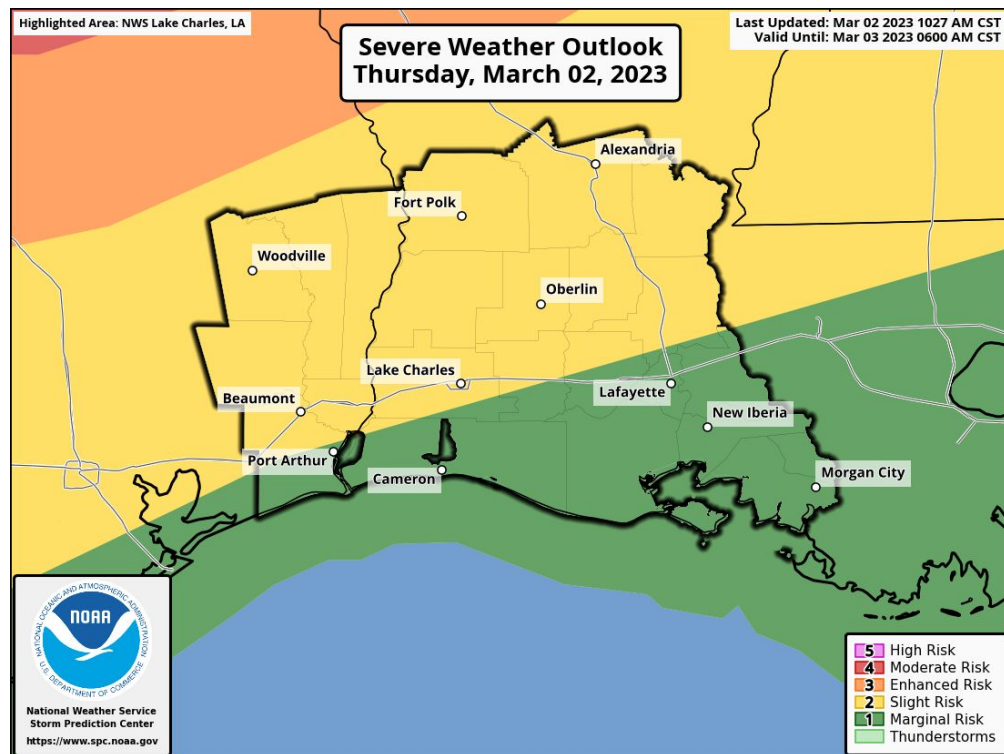 Highlighted Area: NWS Lake Charles, LA
Last Updated: Mar 02 2023 1027 AM CST
Valid Until: Mar 03 2023 0600 AM CST
Severe Weather Outlook
Thursday, March 02, 2023
Alexandria
Fort Polk
Woodville
Oberlin
Lake Charles
Beaumont
Lafayette
New Iberia
Port Arthur
Cameron
Morgan City
NATIONAL OCEANIC AND ATMOSPHERIC ADMINISTRATION
NOAA
U.S. DEPARTMENT OF COMMERCE
National Weather Service
Storm Prediction Center
https://www.spc.noaa.gov
5 High Risk
4 Moderate Risk
3 Enhanced Risk
2 Slight Risk
1 Marginal Risk
Thunderstorms